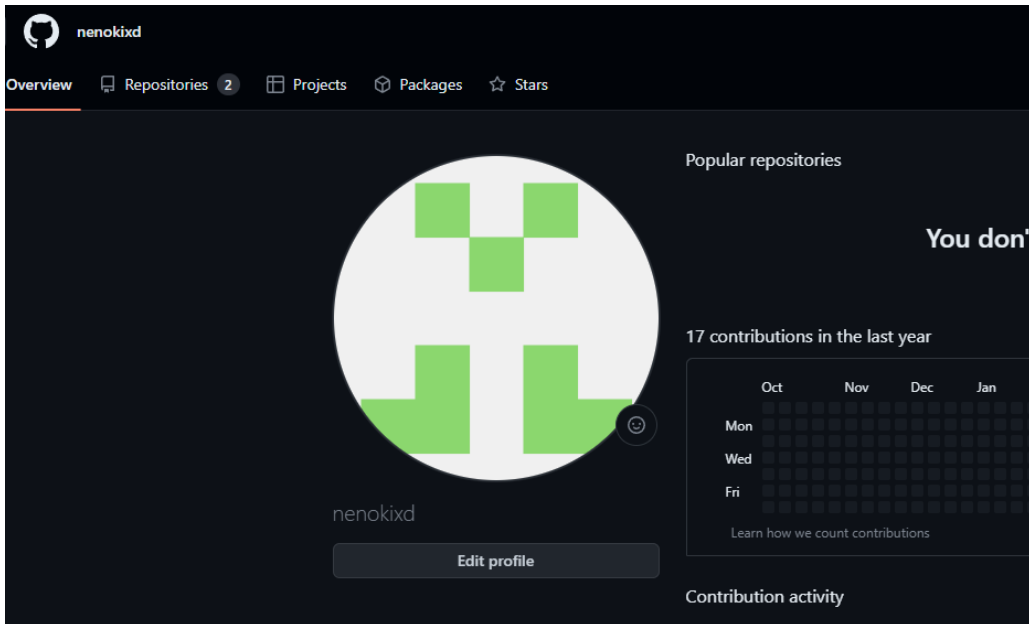 nenokixd
Overview Repositories 2 Projects Packages Stars
Popular repositories
You don'
17 contributions in the last year
Oct Nov Dec Jan
Mon
Wed
Fri
Learn how we count contributions
nenokixd
Edit profile
Contribution activity